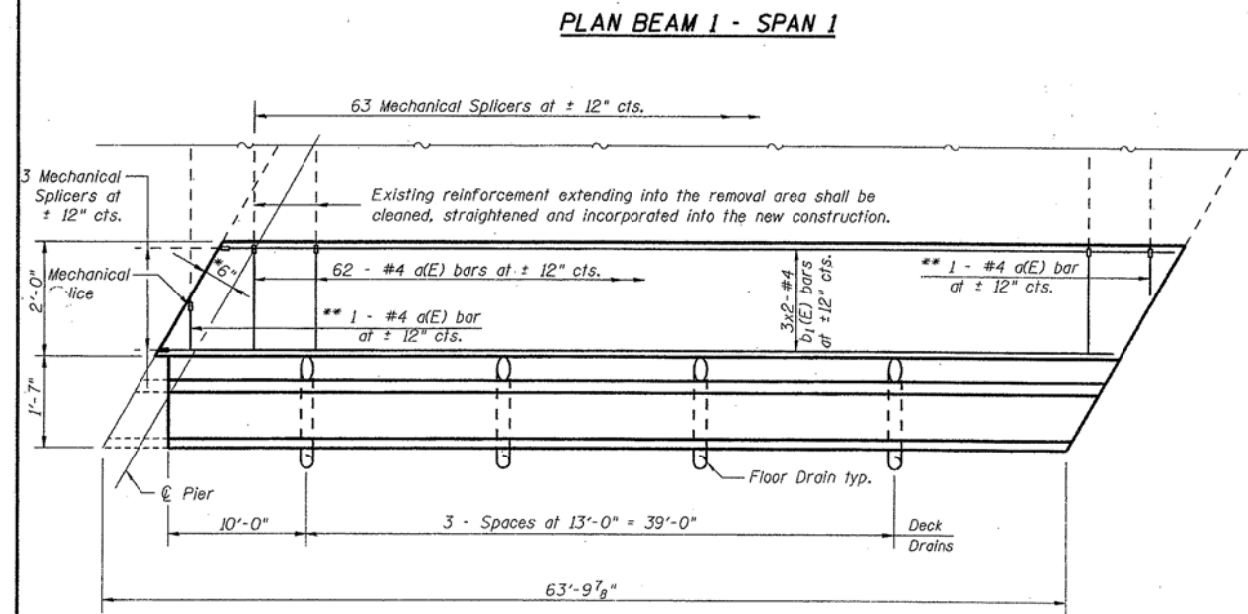 PLAN BEAM 1 - SPAN 1
63 Mechanical Splicers at ± 12" cts.
3 Mechanical
Splicers at
± 12" cts.
Existing reinforcement extending into the removal area shall be
cleaned, straightened and incorporated into the new construction.
*6"
62 - #4 a(E) bars at ± 12" cts.
** 1 - #4 a(E) bar
at ± 12" cts.
Mechanical
lice
2'-0"
** 1 - #4 a(E) bar
at ± 12" cts.
3x2-#4
b1(E) bars
at ±12" cts.
1'-7"
℄ Pier
Floor Drain typ.
10'-0"
3 - Spaces at 13'-0" = 39'-0"
Deck
Drains
63'-9 7/8"